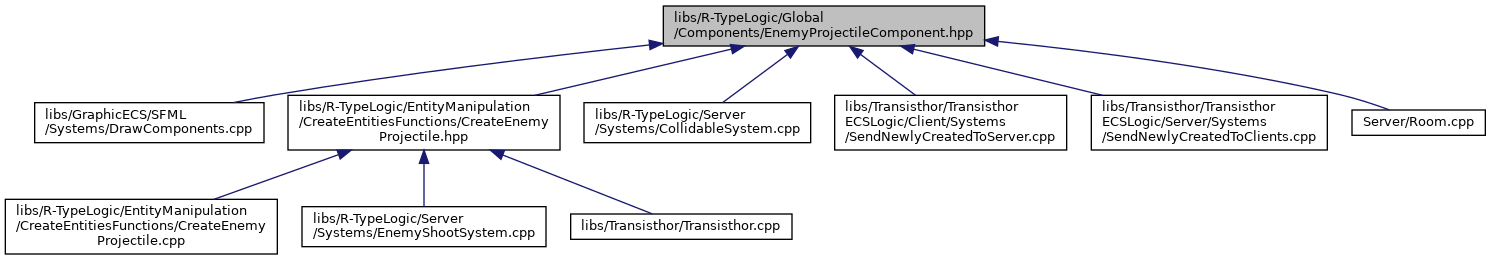 libs/R-TypeLogic/Global
/Components/EnemyProjectileComponent.hpp
libs/GraphicECS/SFML
/Systems/DrawComponents.cpp
libs/R-TypeLogic/EntityManipulation
/CreateEntitiesFunctions/CreateEnemy
Projectile.hpp
libs/R-TypeLogic/Server
/Systems/CollidableSystem.cpp
libs/Transisthor/Transisthor
ECSLogic/Client/Systems
/SendNewlyCreatedToServer.cpp
libs/Transisthor/Transisthor
ECSLogic/Server/Systems
/SendNewlyCreatedToClients.cpp
Server/Room.cpp
libs/R-TypeLogic/EntityManipulation
/CreateEntitiesFunctions/CreateEnemy
Projectile.cpp
libs/R-TypeLogic/Server
/Systems/EnemyShootSystem.cpp
libs/Transisthor/Transisthor.cpp